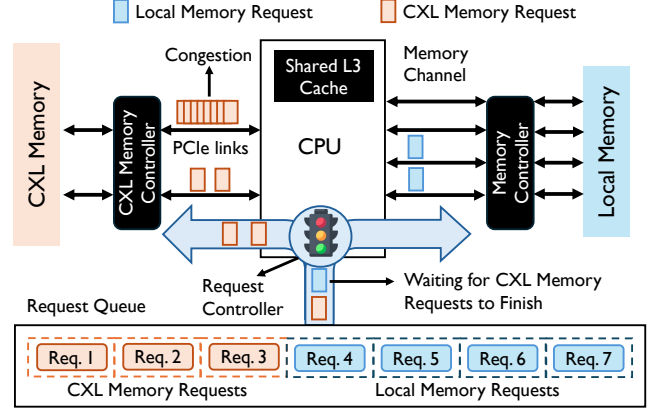 Local Memory Request
CXL Memory Request
Congestion
Shared L3
Cache
Memory
Channel
CXL Memory
CXL Memory
Controller
PCIe links
CPU
Memory
Controller
Local Memory
Request
Controller
Waiting for CXL Memory
Requests to Finish
Request Queue
Req. 1
Req. 2
Req. 3
Req. 4
Req. 5
Req. 6
Req. 7
CXL Memory Requests
Local Memory Requests